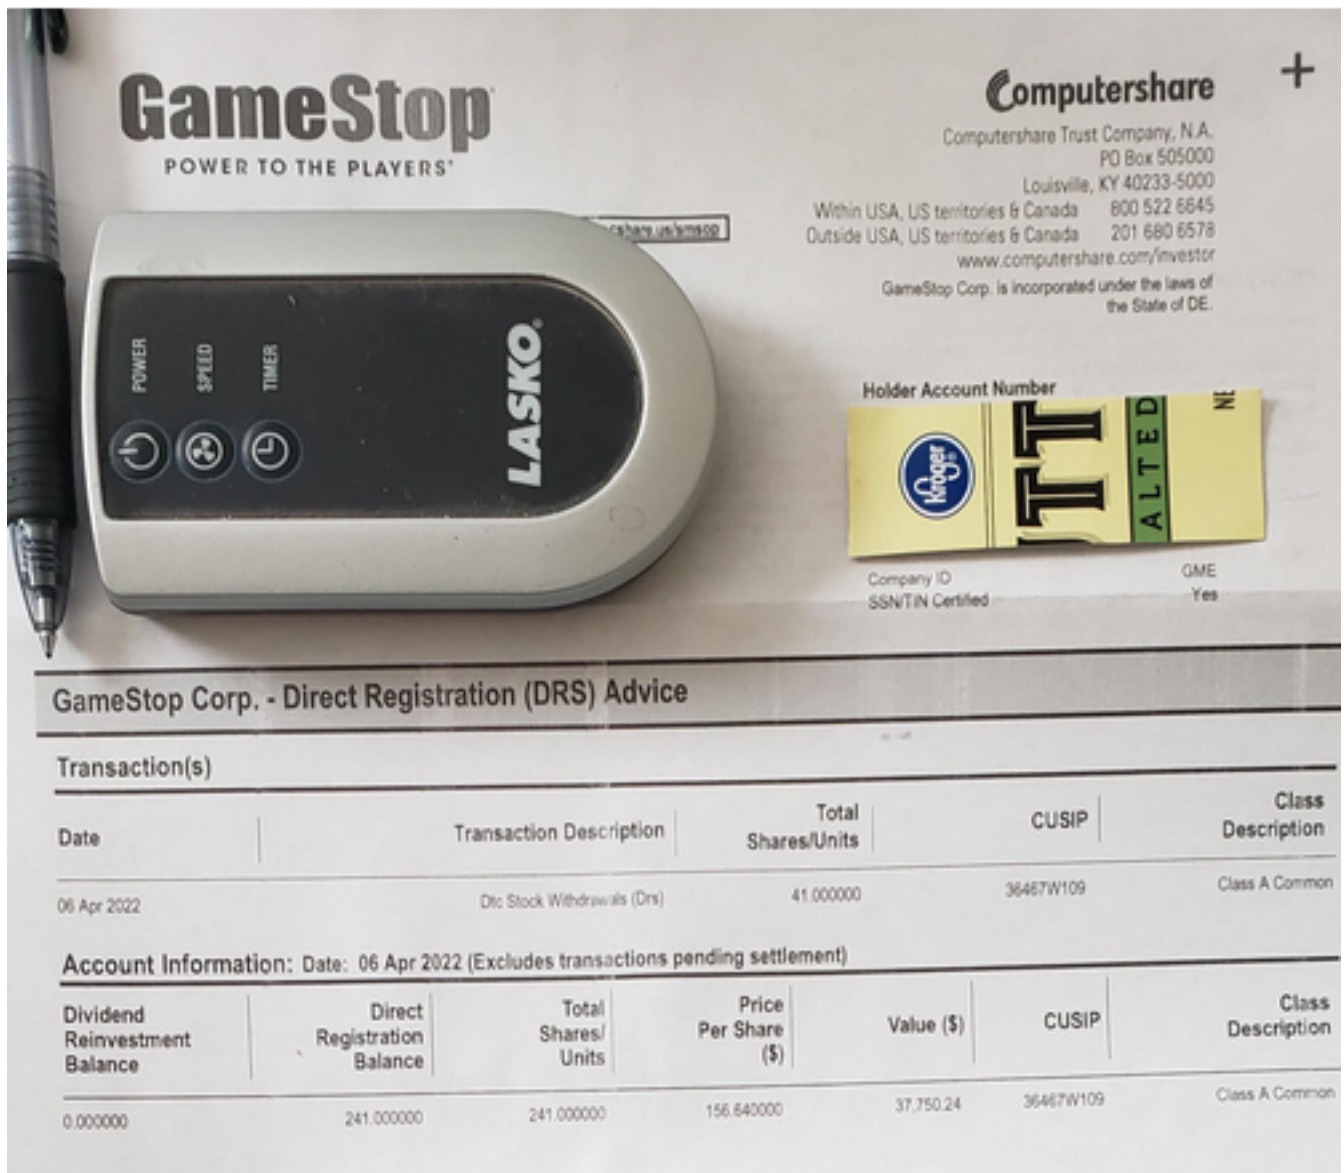 GameStop
POWER TO THE PLAYERS
Computershare
+
Computershare Trust Company, N.A.
PO Box 505000
Louisville, KY 40233-5000
Within USA, US territories & Canada 800 522 6645
Outside USA, US territories & Canada 201 680 6578
www.computershare.com/investor
GameStop Corp. is incorporated under the laws of
the State of DE.
POWER
SPEED
TIMER
LASKO
Holder Account Number
Kroger
ALTED
NE
Company ID GME
SSN/TIN Certified Yes
GameStop Corp. - Direct Registration (DRS) Advice
Transaction(s)
Date Transaction Description Total Shares/Units CUSIP Class Description
06 Apr 2022 Dtc Stock Withdrawals (Drs) 41.000000 36467W109 Class A Common
Account Information: Date: 06 Apr 2022 (Excludes transactions pending settlement)
Dividend Reinvestment Balance Direct Registration Balance Total Shares/ Units Price Per Share ($) Value ($) CUSIP Class Description
0.000000 241.000000 241.000000 156.640000 37,750.24 36467W109 Class A Common